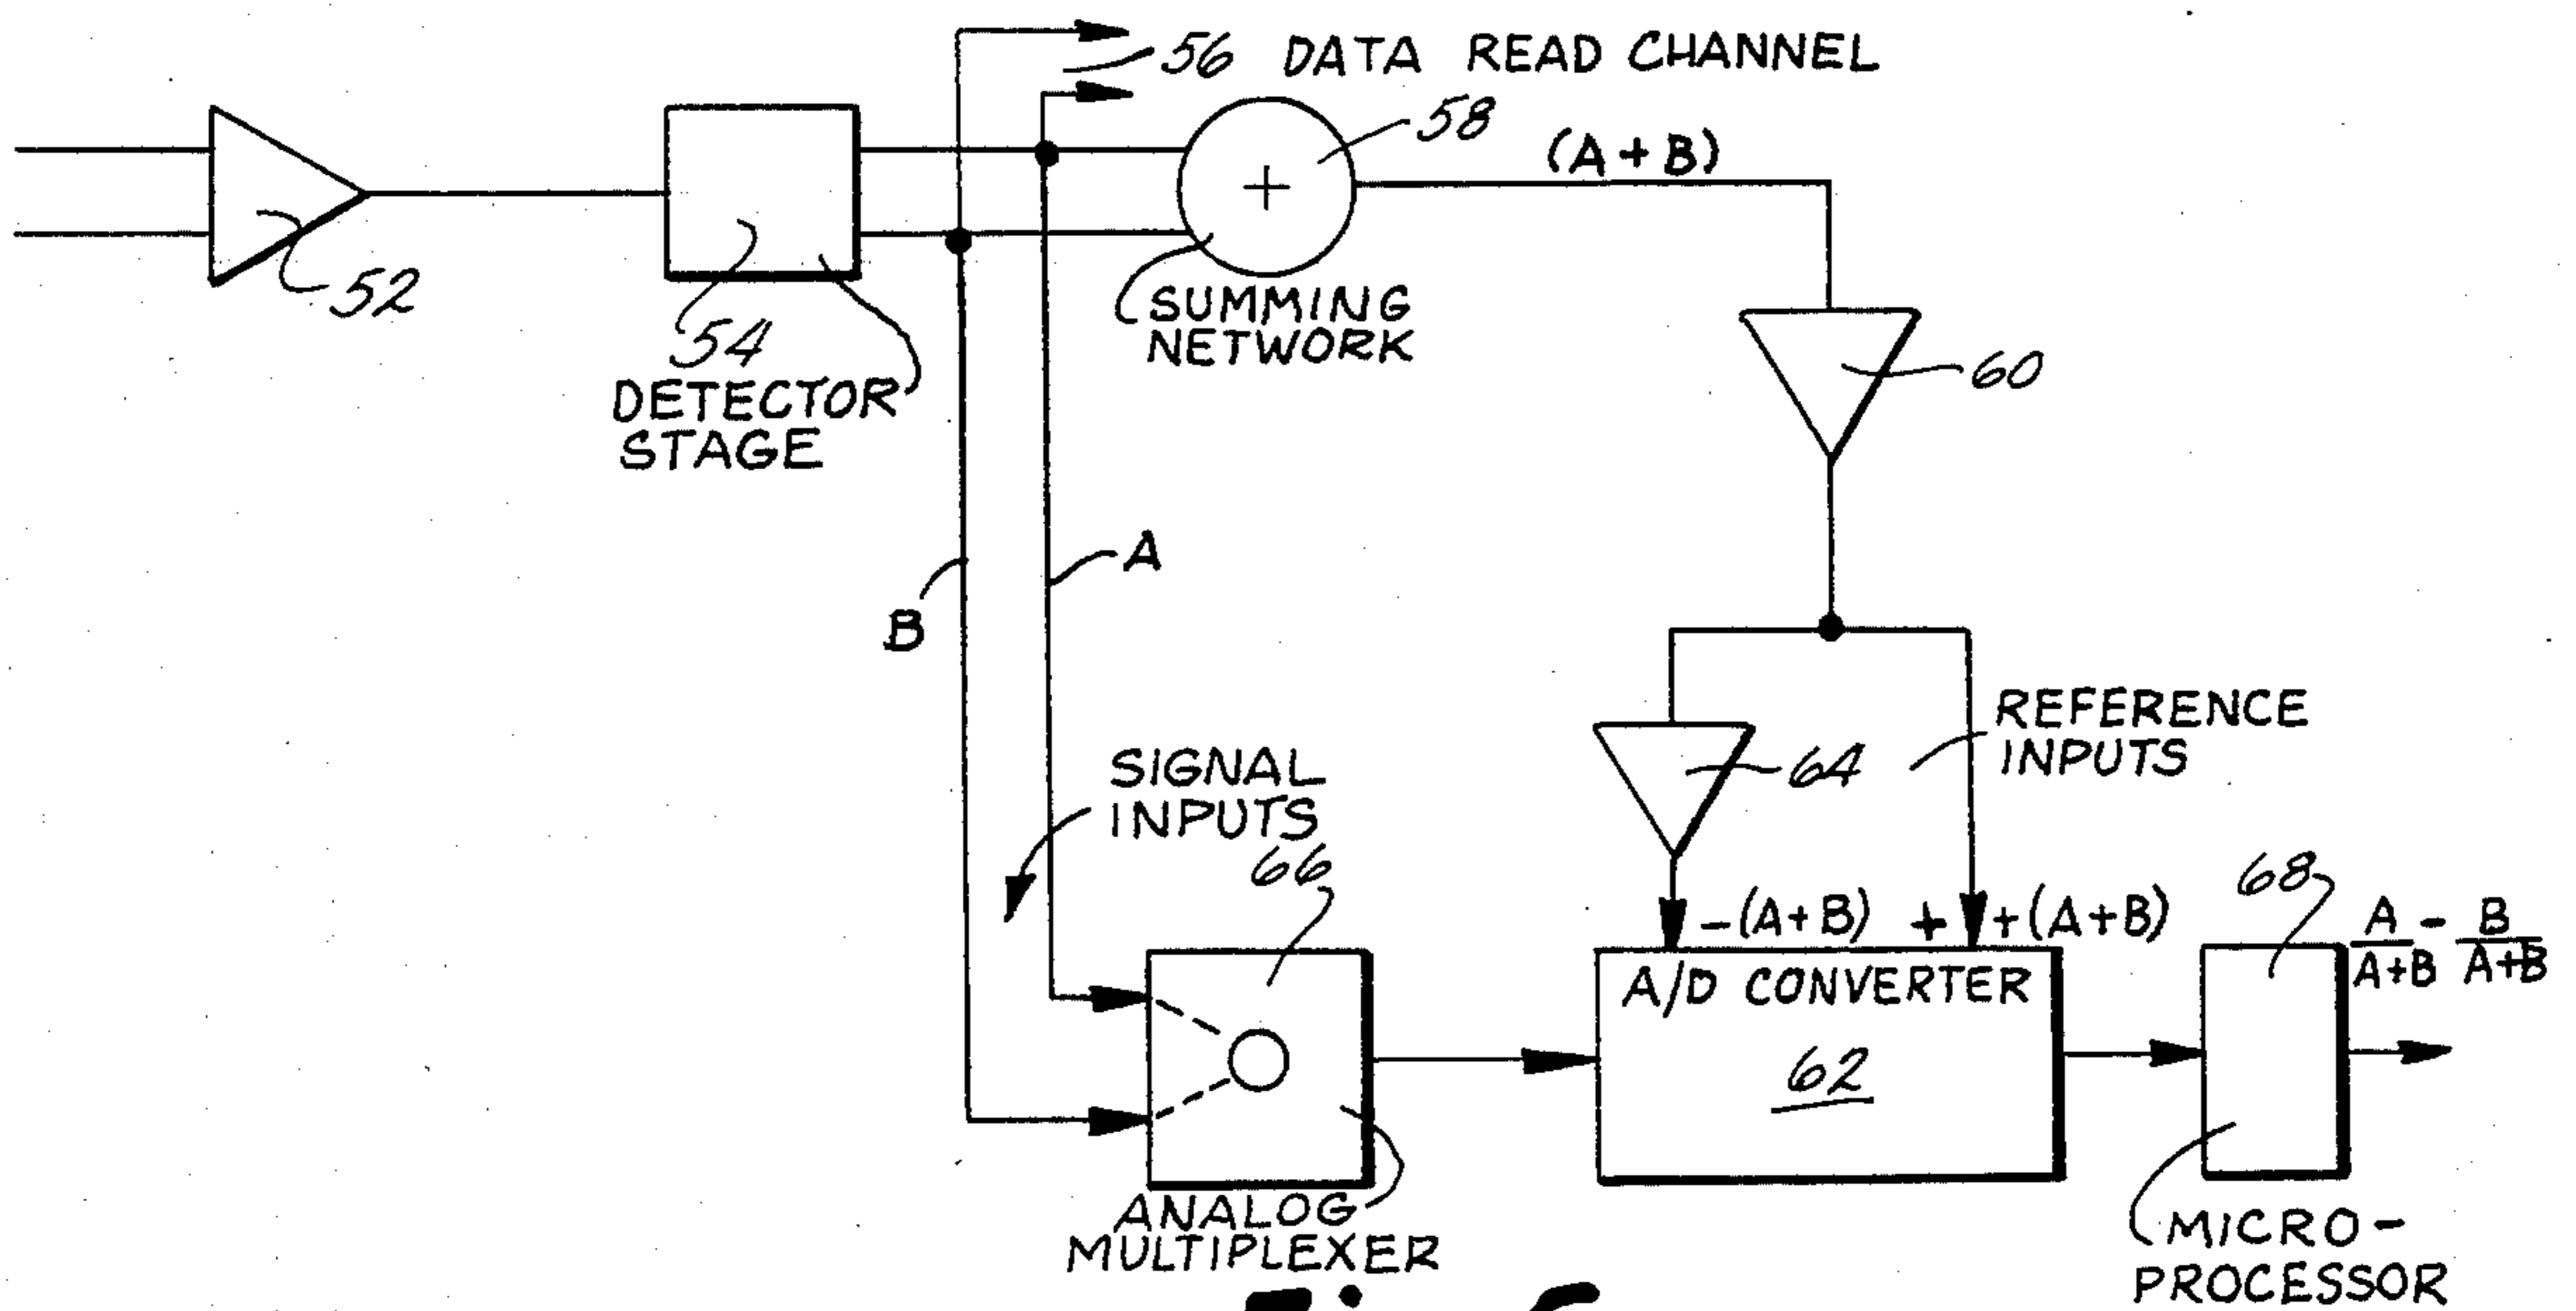 56 DATA READ CHANNEL
58
(A + B)
52
54
DETECTOR
STAGE
SUMMING
NETWORK
+
60
A
B
SIGNAL
INPUTS
66
64
REFERENCE
INPUTS
68
-(A+B) + +(A+B)
A/A+B - B/A+B
A/D CONVERTER
62
ANALOG
MULTIPLEXER
MICRO-
PROCESSOR